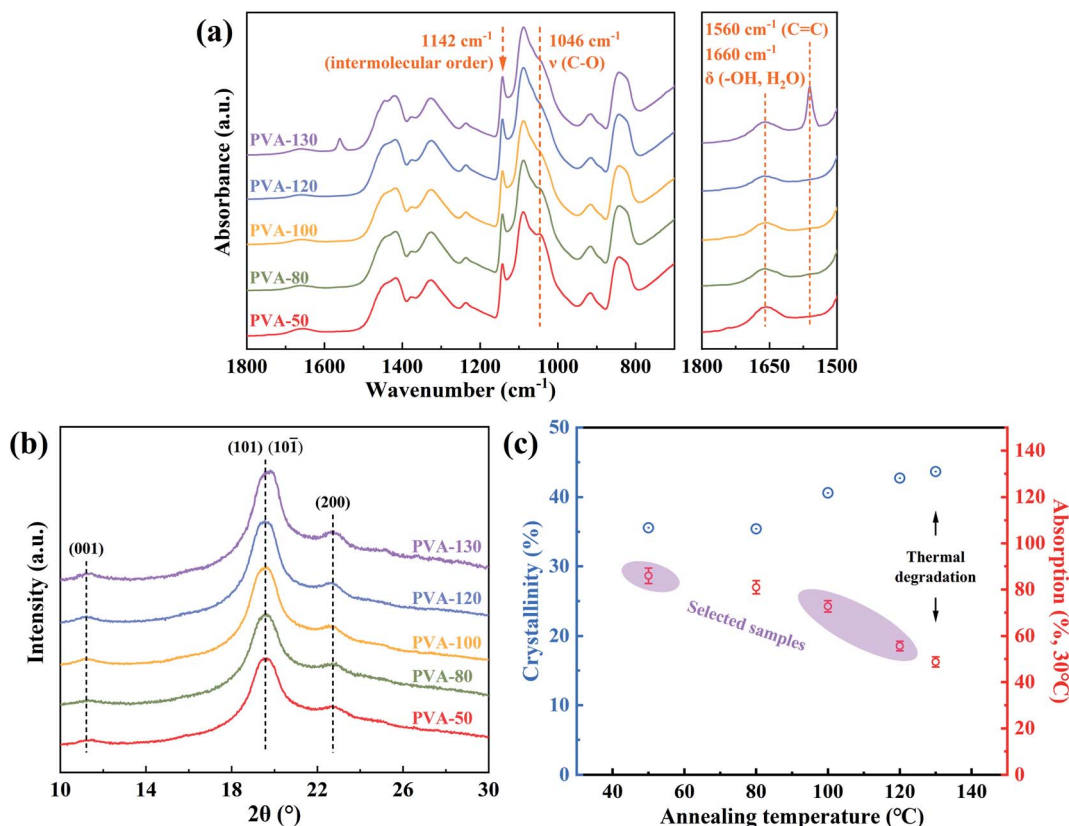 (a)
1142 cm⁻¹
(intermolecular order)
1046 cm⁻¹
ν (C-O)
1560 cm⁻¹ (C=C)
1660 cm⁻¹
δ (-OH, H₂O)
Absorbance (a.u.)
PVA-130
PVA-120
PVA-100
PVA-80
PVA-50
1800 1600 1400 1200 1000 800
Wavenumber (cm⁻¹)
1800 1650 1500
(b)
(101) (101̄)
(001)
(200)
Intensity (a.u.)
PVA-130
PVA-120
PVA-100
PVA-80
PVA-50
10 14 18 22 26 30
2θ (°)
(c)
Crystallinity (%)
50
40
30
20
10
0
Selected samples
Thermal
degradation
Absorption (%, 30℃)
140
120
100
80
60
40
20
0
40 60 80 100 120 140
Annealing temperature (℃)